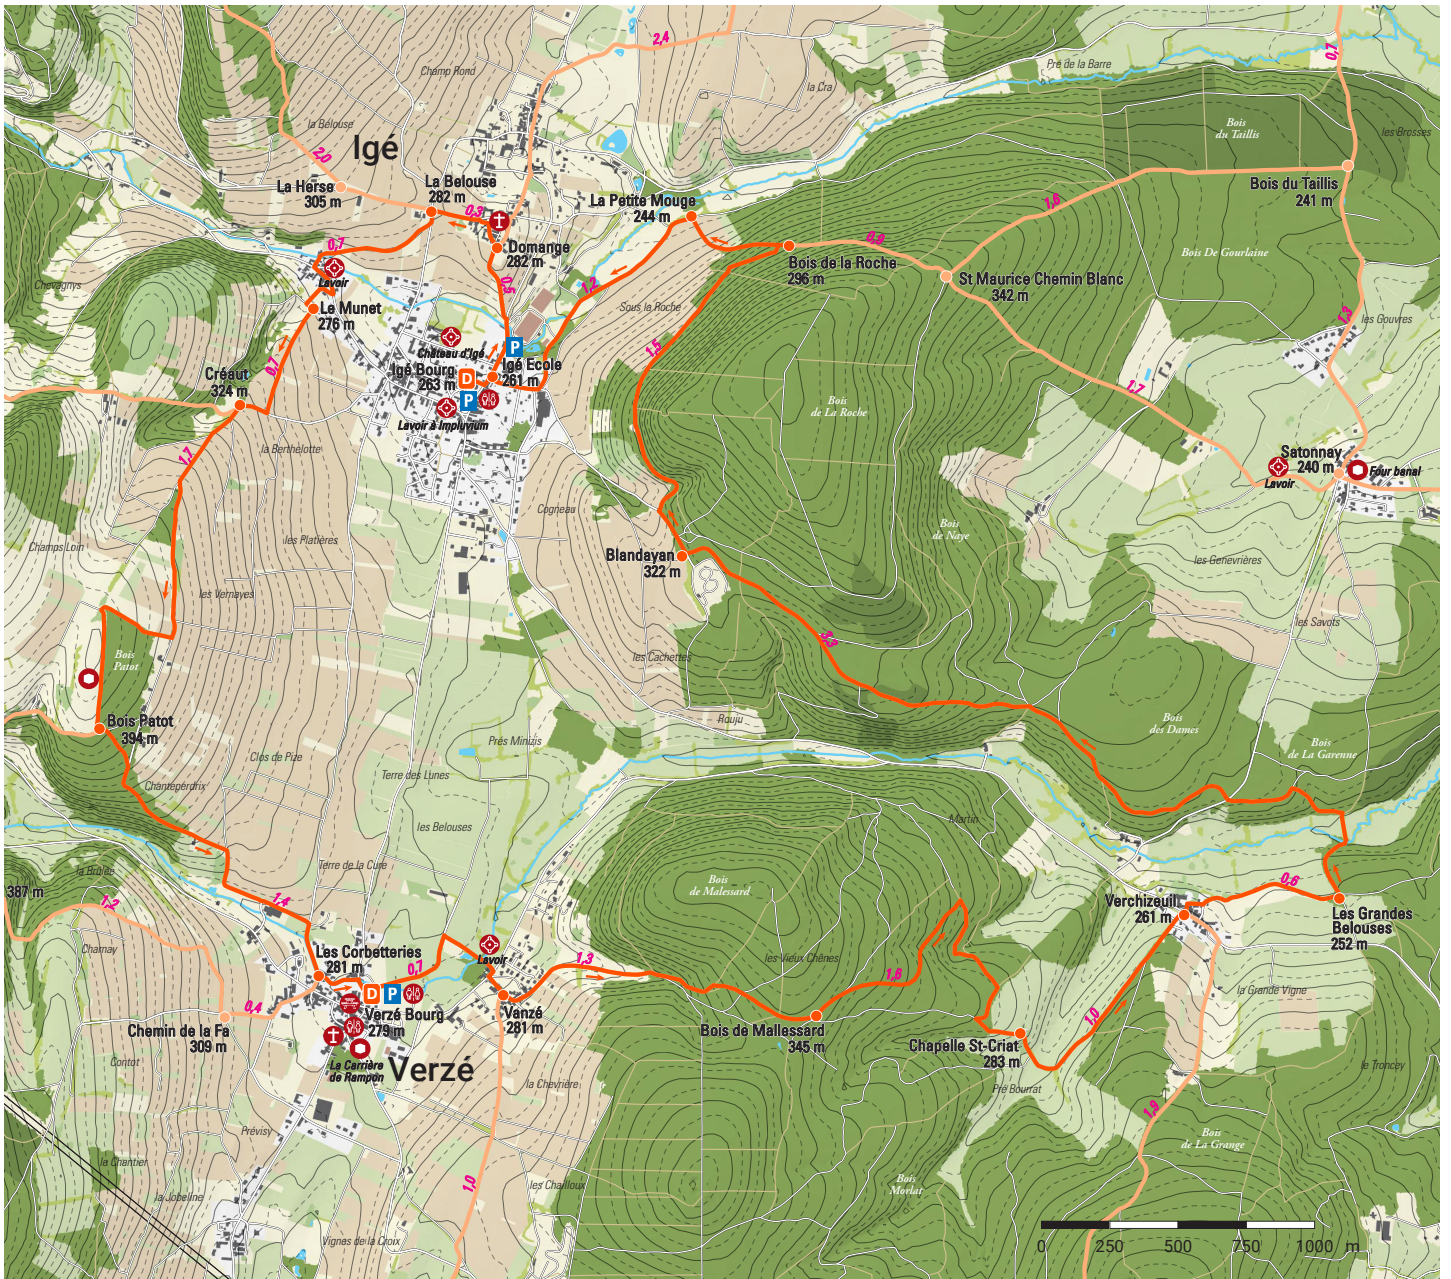 2,4
0,7
Champ Rond
Pré de la Barre
la Cra
la Bélouse
Igé
Bois
du Taillis
les Brosses
2,0
La Herse
305 m
La Belouse
282 m
0,3
La Petite Mouge
244 m
1,6
Bois du Taillis
241 m
0,7
Domange
282 m
0,9
Bois de la Roche
296 m
Bois De Gourlaine
Lavoir
Chevagnys
0,5
1,2
Sous la Roche
St Maurice Chemin Blanc
342 m
Le Munet
276 m
1,3
les Gouvres
Château d'Igé
P
1,5
Igé Bourg
263 m
D
Igé Ecole
261 m
Créaut
324 m
0,7
P
Lavoir à Impluvium
Bois
de La Roche
1,7
la Berthelotte
1,7
Satonnay
240 m
Lavoir
Four banal
Cogneau
Bois
de Naye
Champs Loin
les Platières
Blandayan
322 m
les Genevrières
les Vernayes
les Savots
5,3
Bois
Patot
les Cachettes
Bois Patot
394 m
Rouju
Bois
des Dames
Prés Minizis
Bois
de La Garenne
Clos de Pize
Terre des Lunes
Chanteperdrix
les Belouses
Martin
la Brûlée
Terre de la Cure
387 m
1,2
1,4
Bois
de Malessard
0,6
Verchizeuil
261 m
Les Grandes
Belouses
252 m
Charnay
Les Corbetteries
281 m
0,7
Lavoir
1,3
les Vieux Chênes
1,6
la Grande Vigne
D
P
0,4
Chemin de la Fa
309 m
Verzé Bourg
279 m
Vanzé
281 m
Bois de Mallessard
345 m
Chapelle St-Criat
283 m
1,0
Contot
La Carrière
de Rampon
Verzé
la Chevrière
Pré Bourrat
le Troncey
1,9
Prévisy
Bois
de La Grange
la Chantier
la Jobeline
1,0
les Chailloux
Bois
Morlat
Vignes de la Croix
0
250
500
750
1000 m